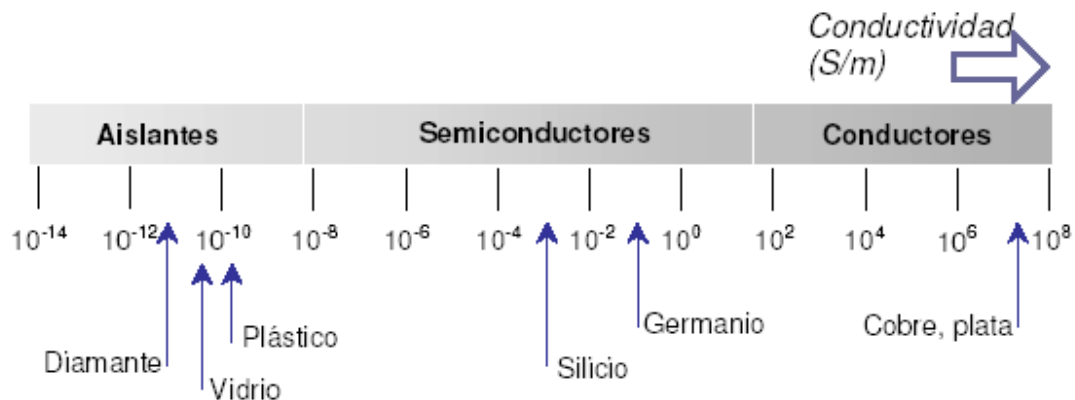 Conductividad
(S/m)
Aislantes Semiconductores Conductores
10⁻¹⁴ 10⁻¹² 10⁻¹⁰ 10⁻⁸ 10⁻⁶ 10⁻⁴ 10⁻² 10⁰ 10² 10⁴ 10⁶ 10⁸
Plástico Germanio Cobre, plata
Diamante Silicio
Vidrio